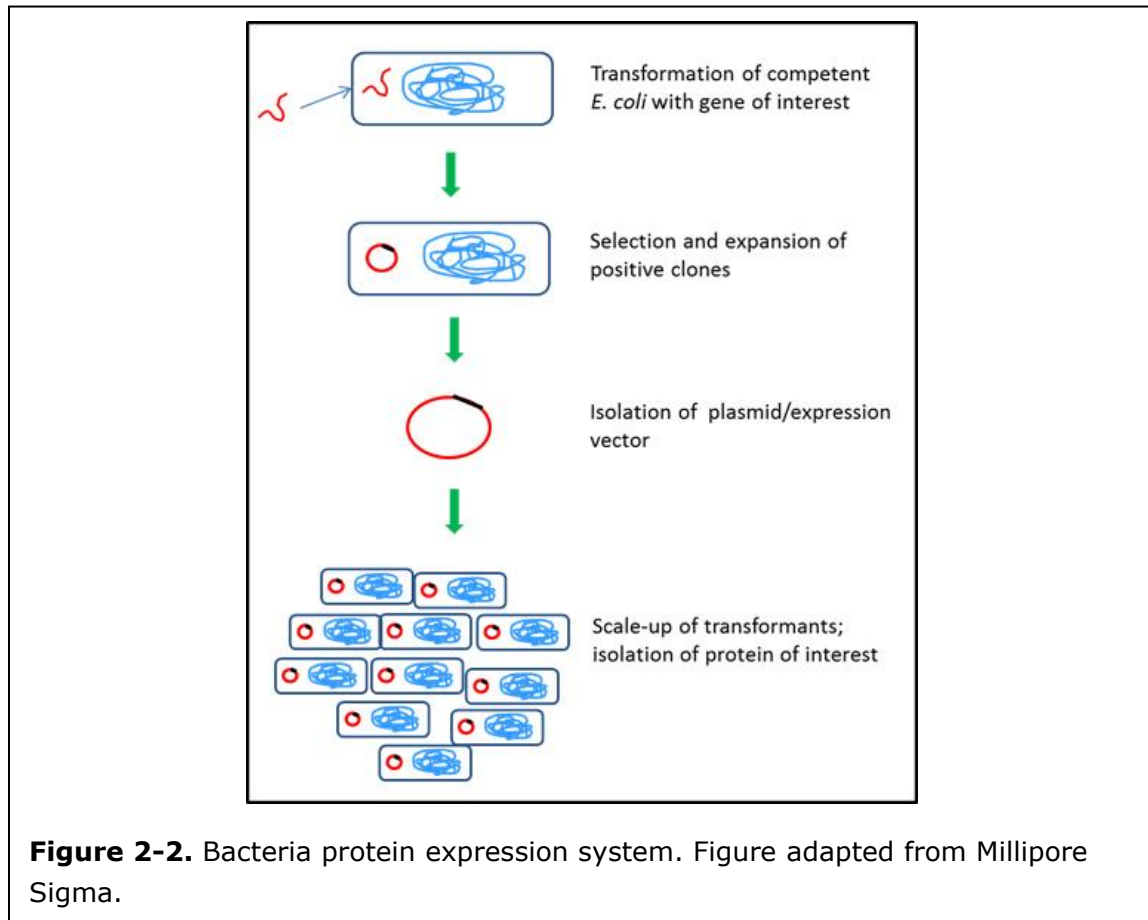 Transformation of competent
E. coli with gene of interest
Selection and expansion of
positive clones
Isolation of plasmid/expression
vector
Scale-up of transformants;
isolation of protein of interest
Figure 2-2. Bacteria protein expression system. Figure adapted from Millipore
Sigma.